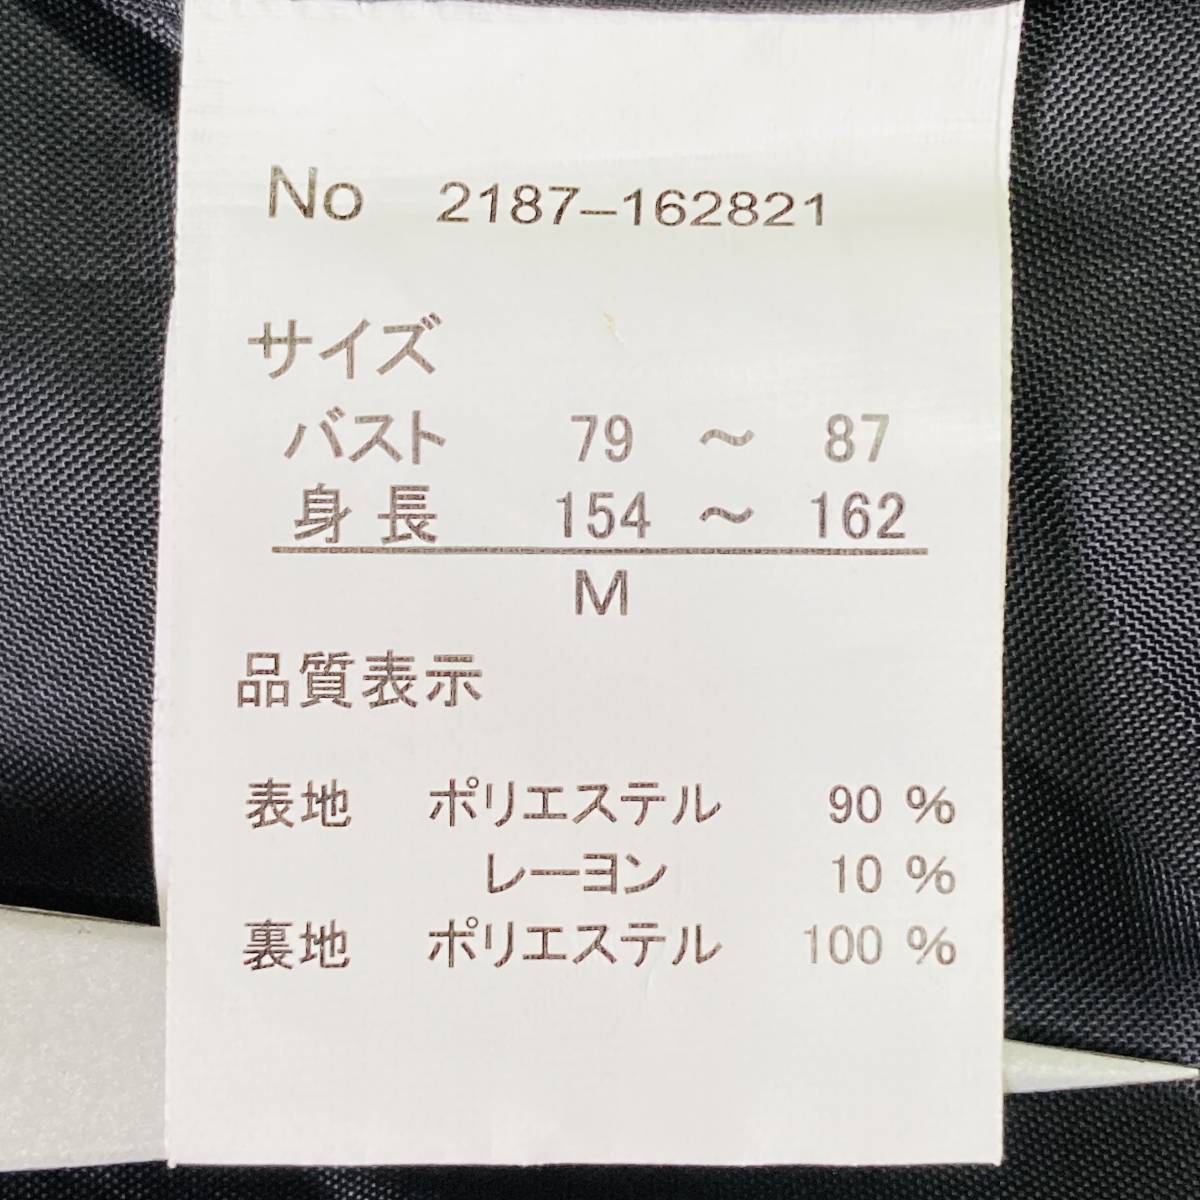 No 2187-162821
サイズ
バスト 79 ～ 87
身長 154 ～ 162
M
品質表示
表地 ポリエステル 90 %
レーヨン 10 %
裏地 ポリエステル 100 %